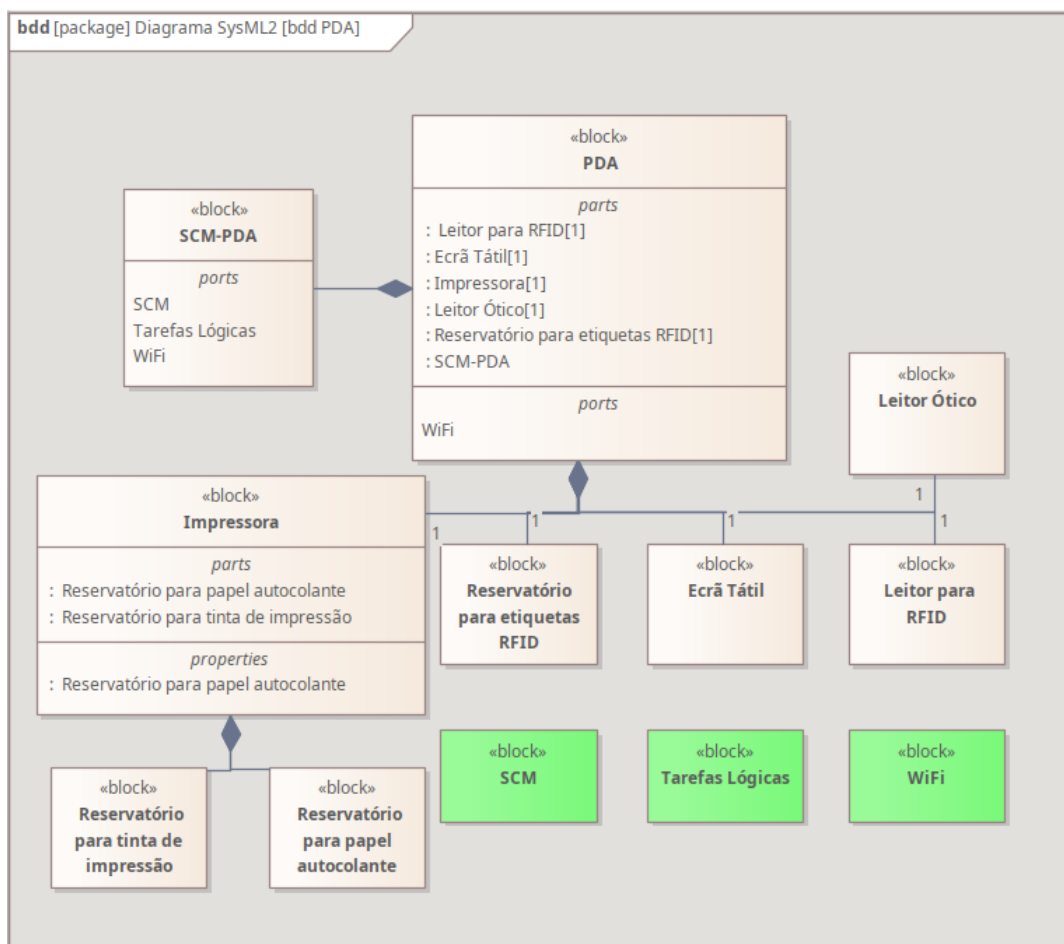 bdd [package] Diagrama SysML2 [bdd PDA]
«block»
PDA
parts
: Leitor para RFID[1]
: Ecrã Tátil[1]
: Impressora[1]
: Leitor Ótico[1]
: Reservatório para etiquetas RFID[1]
: SCM-PDA
ports
WiFi
«block»
SCM-PDA
ports
SCM
Tarefas Lógicas
WiFi
«block»
Leitor Ótico
1
«block»
Impressora
parts
: Reservatório para papel autocolante
: Reservatório para tinta de impressão
properties
: Reservatório para papel autocolante
1
1
1
1
«block»
Reservatório
para etiquetas
RFID
«block»
Ecrã Tátil
«block»
Leitor para
RFID
«block»
SCM
«block»
Tarefas Lógicas
«block»
WiFi
«block»
Reservatório
para tinta de
impressão
«block»
Reservatório
para papel
autocolante